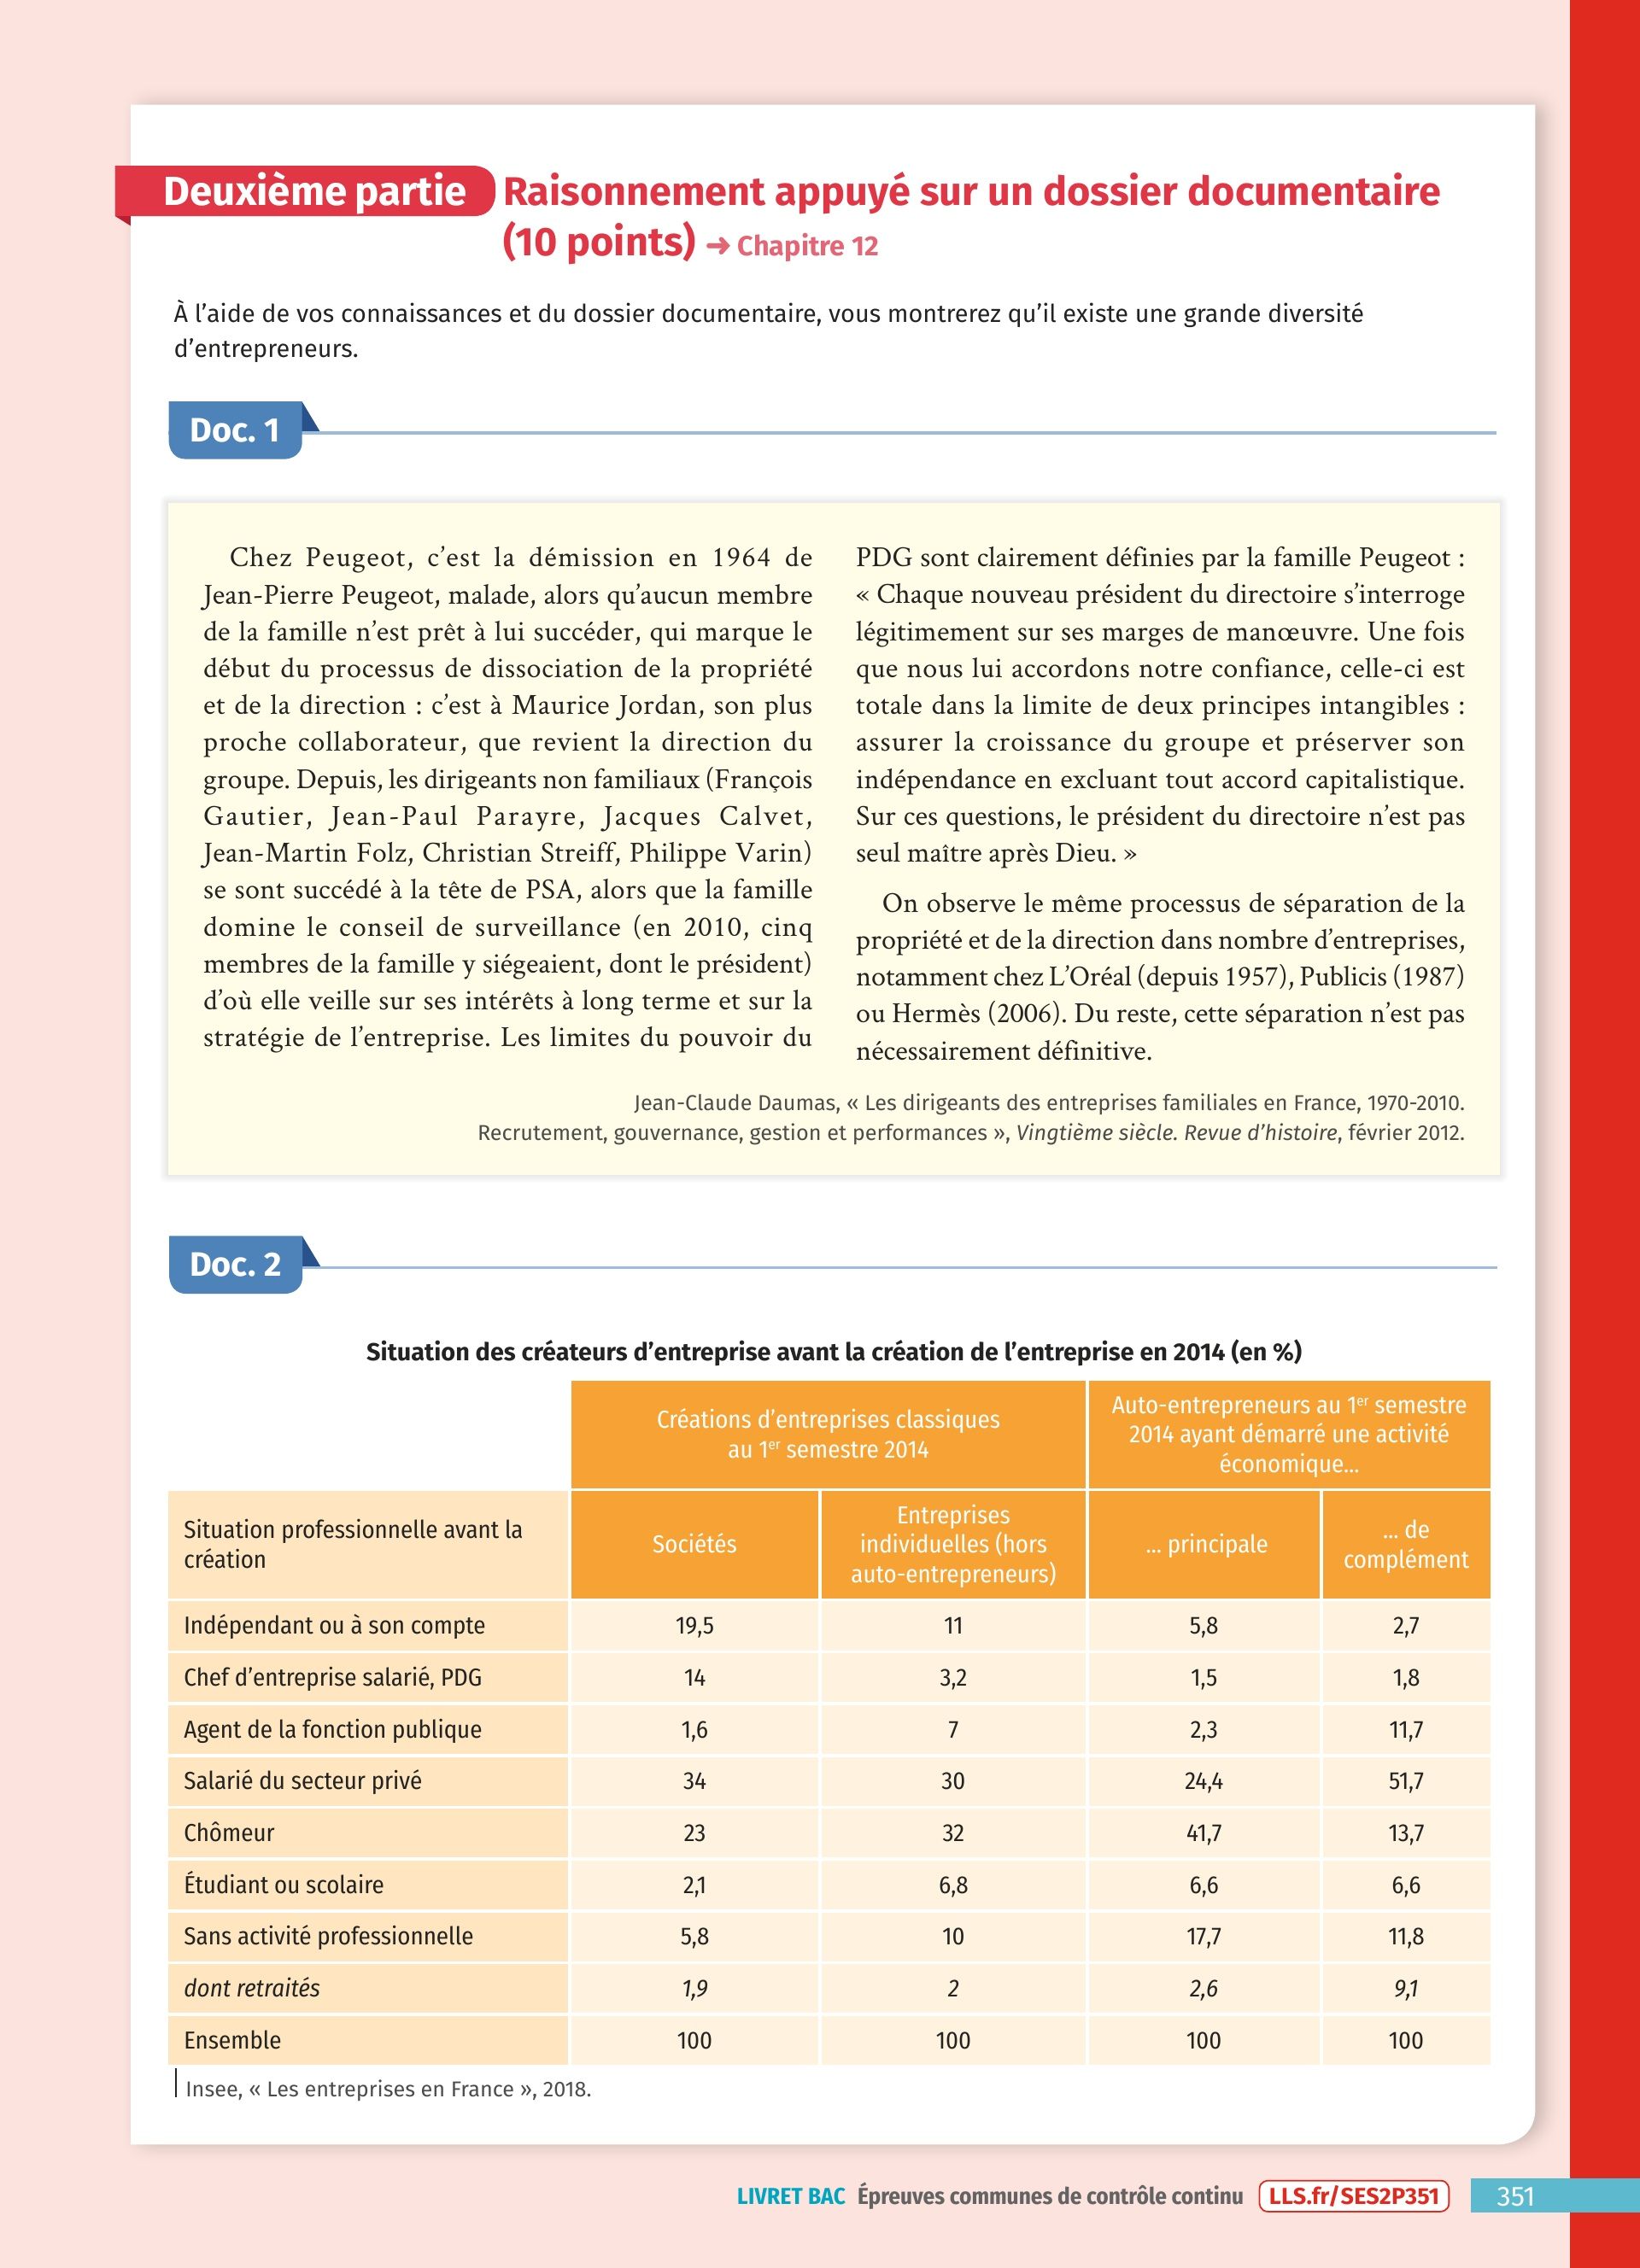 Deuxième partie Raisonnement appuyé sur un dossier documentaire
(10 points) ➜ Chapitre 12
À l’aide de vos connaissances et du dossier documentaire, vous montrerez qu’il existe une grande diversité
d’entrepreneurs.
Doc. 1
Chez Peugeot, c’est la démission en 1964 de
Jean-Pierre Peugeot, malade, alors qu’aucun membre
de la famille n’est prêt à lui succéder, qui marque le
début du processus de dissociation de la propriété
et de la direction : c’est à Maurice Jordan, son plus
proche collaborateur, que revient la direction du
groupe. Depuis, les dirigeants non familiaux (François
Gautier, Jean-Paul Parayre, Jacques Calvet,
Jean-Martin Folz, Christian Streiff, Philippe Varin)
se sont succédé à la tête de PSA, alors que la famille
domine le conseil de surveillance (en 2010, cinq
membres de la famille y siégeaient, dont le président)
d’où elle veille sur ses intérêts à long terme et sur la
stratégie de l’entreprise. Les limites du pouvoir du
PDG sont clairement définies par la famille Peugeot :
« Chaque nouveau président du directoire s’interroge
légitimement sur ses marges de manœuvre. Une fois
que nous lui accordons notre confiance, celle-ci est
totale dans la limite de deux principes intangibles :
assurer la croissance du groupe et préserver son
indépendance en excluant tout accord capitalistique.
Sur ces questions, le président du directoire n’est pas
seul maître après Dieu. »
On observe le même processus de séparation de la
propriété et de la direction dans nombre d’entreprises,
notamment chez L’Oréal (depuis 1957), Publicis (1987)
ou Hermès (2006). Du reste, cette séparation n’est pas
nécessairement définitive.
Jean-Claude Daumas, « Les dirigeants des entreprises familiales en France, 1970-2010.
Recrutement, gouvernance, gestion et performances », Vingtième siècle. Revue d’histoire, février 2012.
Doc. 2
Situation des créateurs d’entreprise avant la création de l’entreprise en 2014 (en %)
Créations d’entreprises classiques
au 1er semestre 2014
Auto-entrepreneurs au 1er semestre
2014 ayant démarré une activité
économique...
Situation professionnelle avant la
création
Sociétés
Entreprises
individuelles (hors
auto-entrepreneurs)
... principale
... de
complément
Indépendant ou à son compte 19,5 11 5,8 2,7
Chef d’entreprise salarié, PDG 14 3,2 1,5 1,8
Agent de la fonction publique 1,6 7 2,3 11,7
Salarié du secteur privé 34 30 24,4 51,7
Chômeur 23 32 41,7 13,7
Étudiant ou scolaire 2,1 6,8 6,6 6,6
Sans activité professionnelle 5,8 10 17,7 11,8
dont retraités 1,9 2 2,6 9,1
Ensemble 100 100 100 100
Insee, « Les entreprises en France », 2018.
LIVRET BAC Épreuves communes de contrôle continu LLS.fr/SES2P351 351